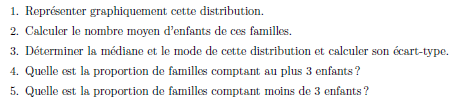 1. Représenter graphiquement cette distribution.
2. Calculer le nombre moyen d'enfants de ces familles.
3. Déterminer la médiane et le mode de cette distribution et calculer son écart-type.
4. Quelle est la proportion de familles comptant au plus 3 enfants ?
5. Quelle est la proportion de familles comptant moins de 3 enfants ?